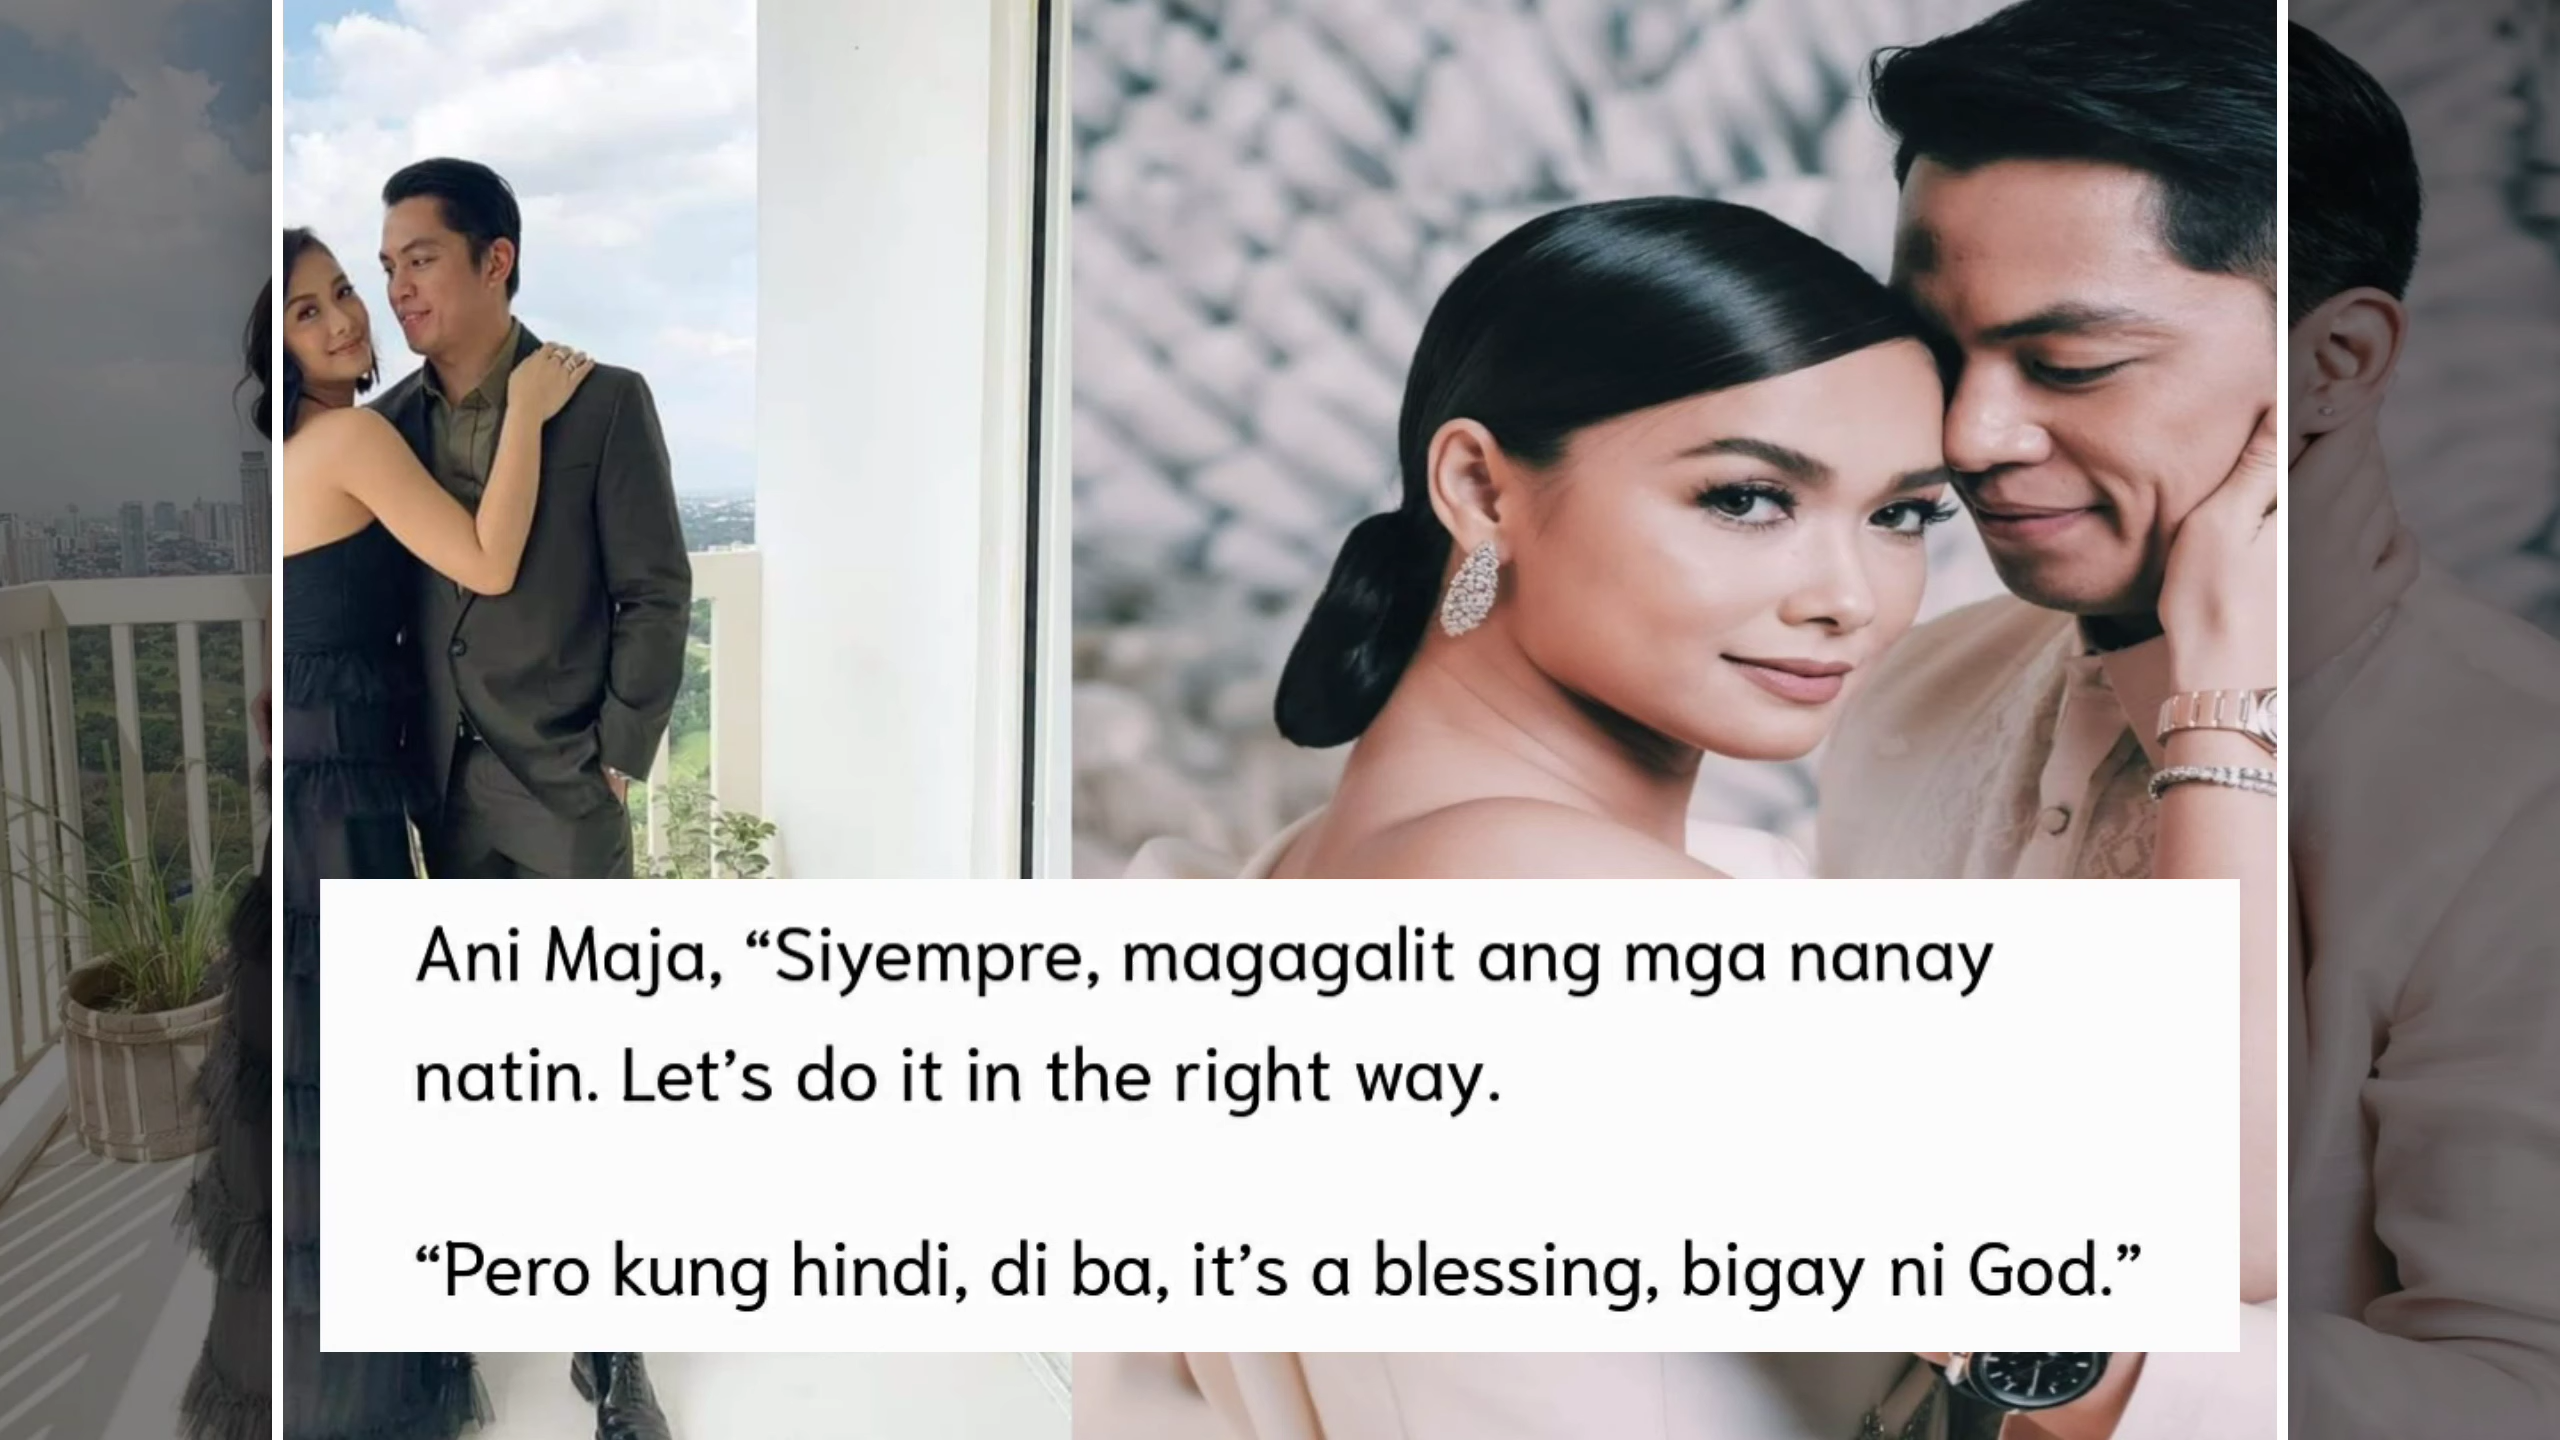 Ani Maja, “Siyempre, magagalit ang mga nanay
natin. Let’s do it in the right way.
“Pero kung hindi, di ba, it’s a blessing, bigay ni God.”